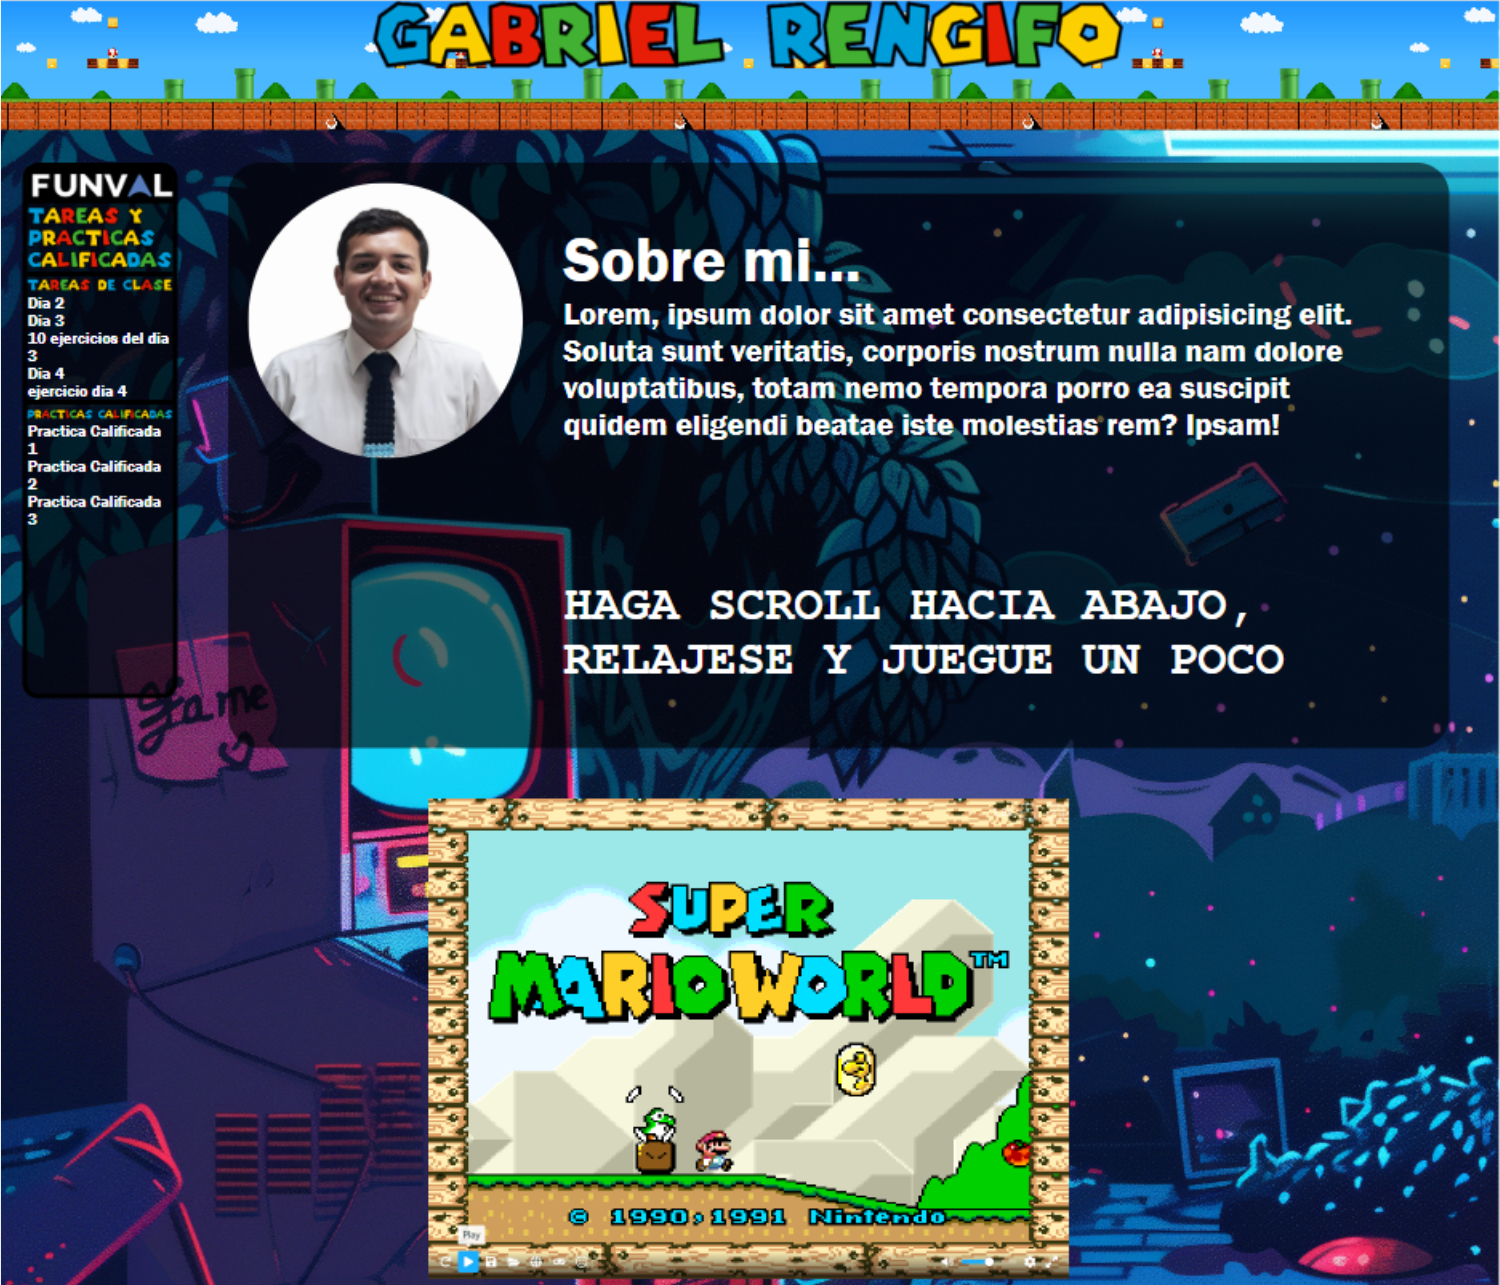 GABRIEL RENGIFO
FUNVAL
TAREAS Y
PRACTICAS
CALIFICADAS
TAREAS DE CLASE
Dia 2
Dia 3
10 ejercicios del dia
3
Dia 4
ejercicio dia 4
PRACTICAS CALIFICADAS
Practica Calificada
1
Practica Calificada
2
Practica Calificada
3
Sobre mi...
Lorem, ipsum dolor sit amet consectetur adipisicing elit.
Soluta sunt veritatis, corporis nostrum nulla nam dolore
voluptatibus, totam nemo tempora porro ea suscipit
quidem eligendi beatae iste molestias rem? Ipsam!
HAGA SCROLL HACIA ABAJO,
RELAJESE Y JUEGUE UN POCO
game
SUPER
MARIO WORLD™
© 1990,1991 Nintendo
Play